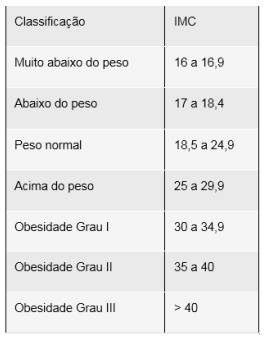 Classificação IMC
Muito abaixo do peso 16 a 16,9
Abaixo do peso 17 a 18,4
Peso normal 18,5 a 24,9
Acima do peso 25 a 29,9
Obesidade Grau I 30 a 34,9
Obesidade Grau II 35 a 40
Obesidade Grau III > 40